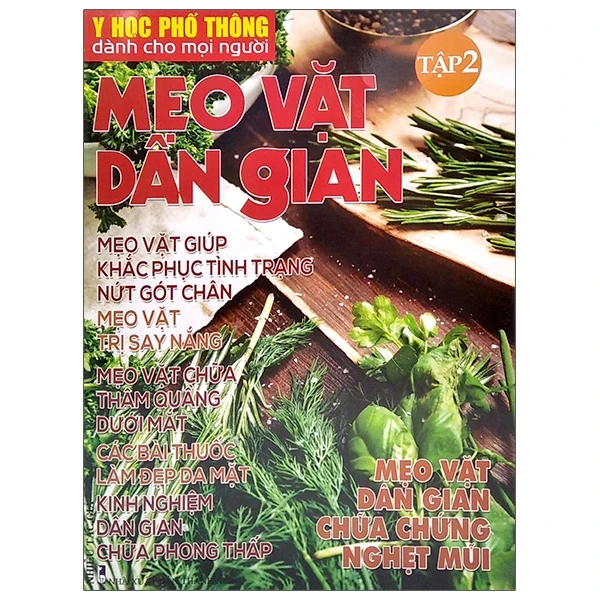 Y HỌC PHỔ THÔNG
dành cho mọi người
TẬP 2
MẸO VẶT
DÂN GIAN
MẸO VẶT GIÚP
KHẮC PHỤC TÌNH TRẠNG
NỨT GÓT CHÂN
MẸO VẶT
TRỊ SAY NẮNG
MẸO VẶT CHỮA
THÂM QUẦNG
DƯỚI MẮT
CÁC BÀI THUỐC
LÀM ĐẸP DA MẶT
KINH NGHIỆM
DÂN GIAN
CHỮA PHONG THẤP
MẸO VẶT
DÂN GIAN
CHỮA CHỨNG
NGHẸT MŨI